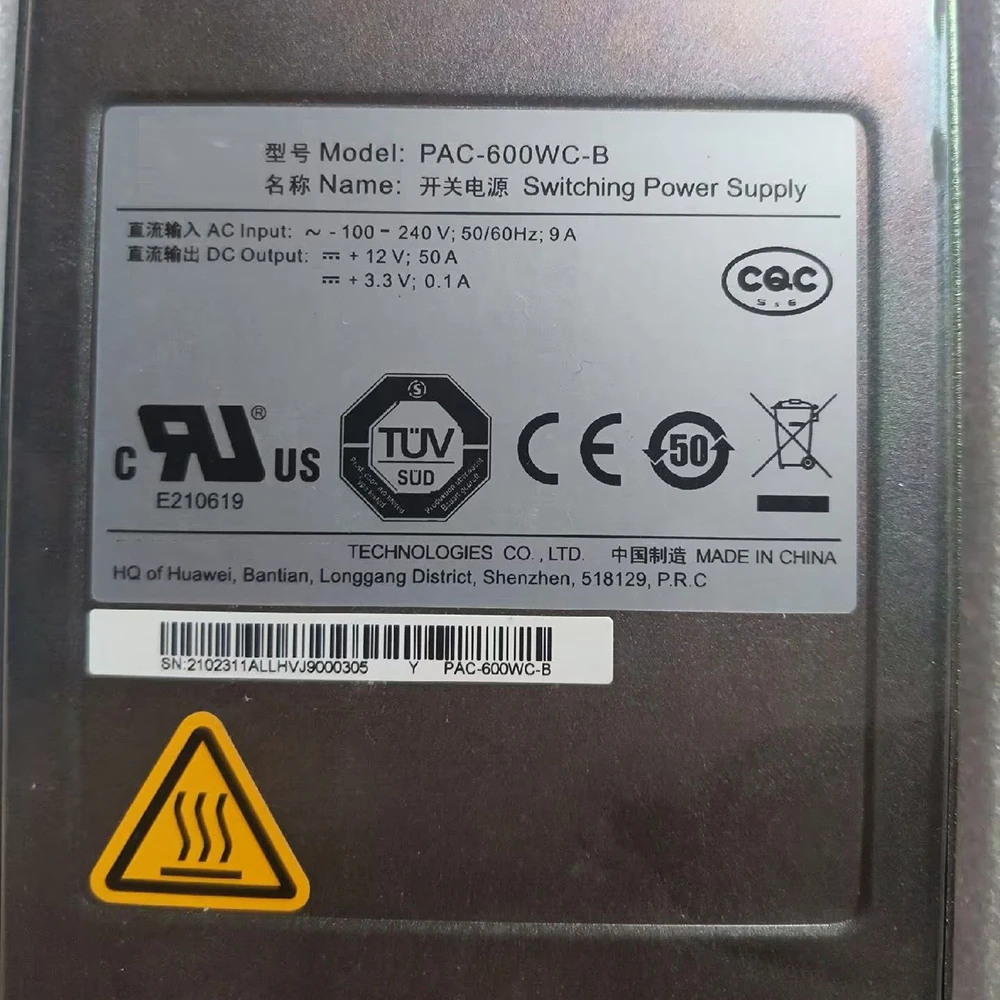 型号 Model: PAC-600WC-B
名称 Name: 开关电源 Switching Power Supply
直流输入 AC Input: ~ - 100 - 240 V; 50/60Hz; 9 A
直流输出 DC Output: ⎓ + 12 V; 50 A
⎓ + 3.3 V; 0.1 A
CQC
S&E
c RU ® US
E210619
S
TÜV
SÜD
CE
50
TECHNOLOGIES CO., LTD. 中国制造 MADE IN CHINA
HQ of Huawei, Bantian, Longgang District, Shenzhen, 518129, P.R.C
SN:2102311ALLHVJ9000305 Y PAC-600WC-B